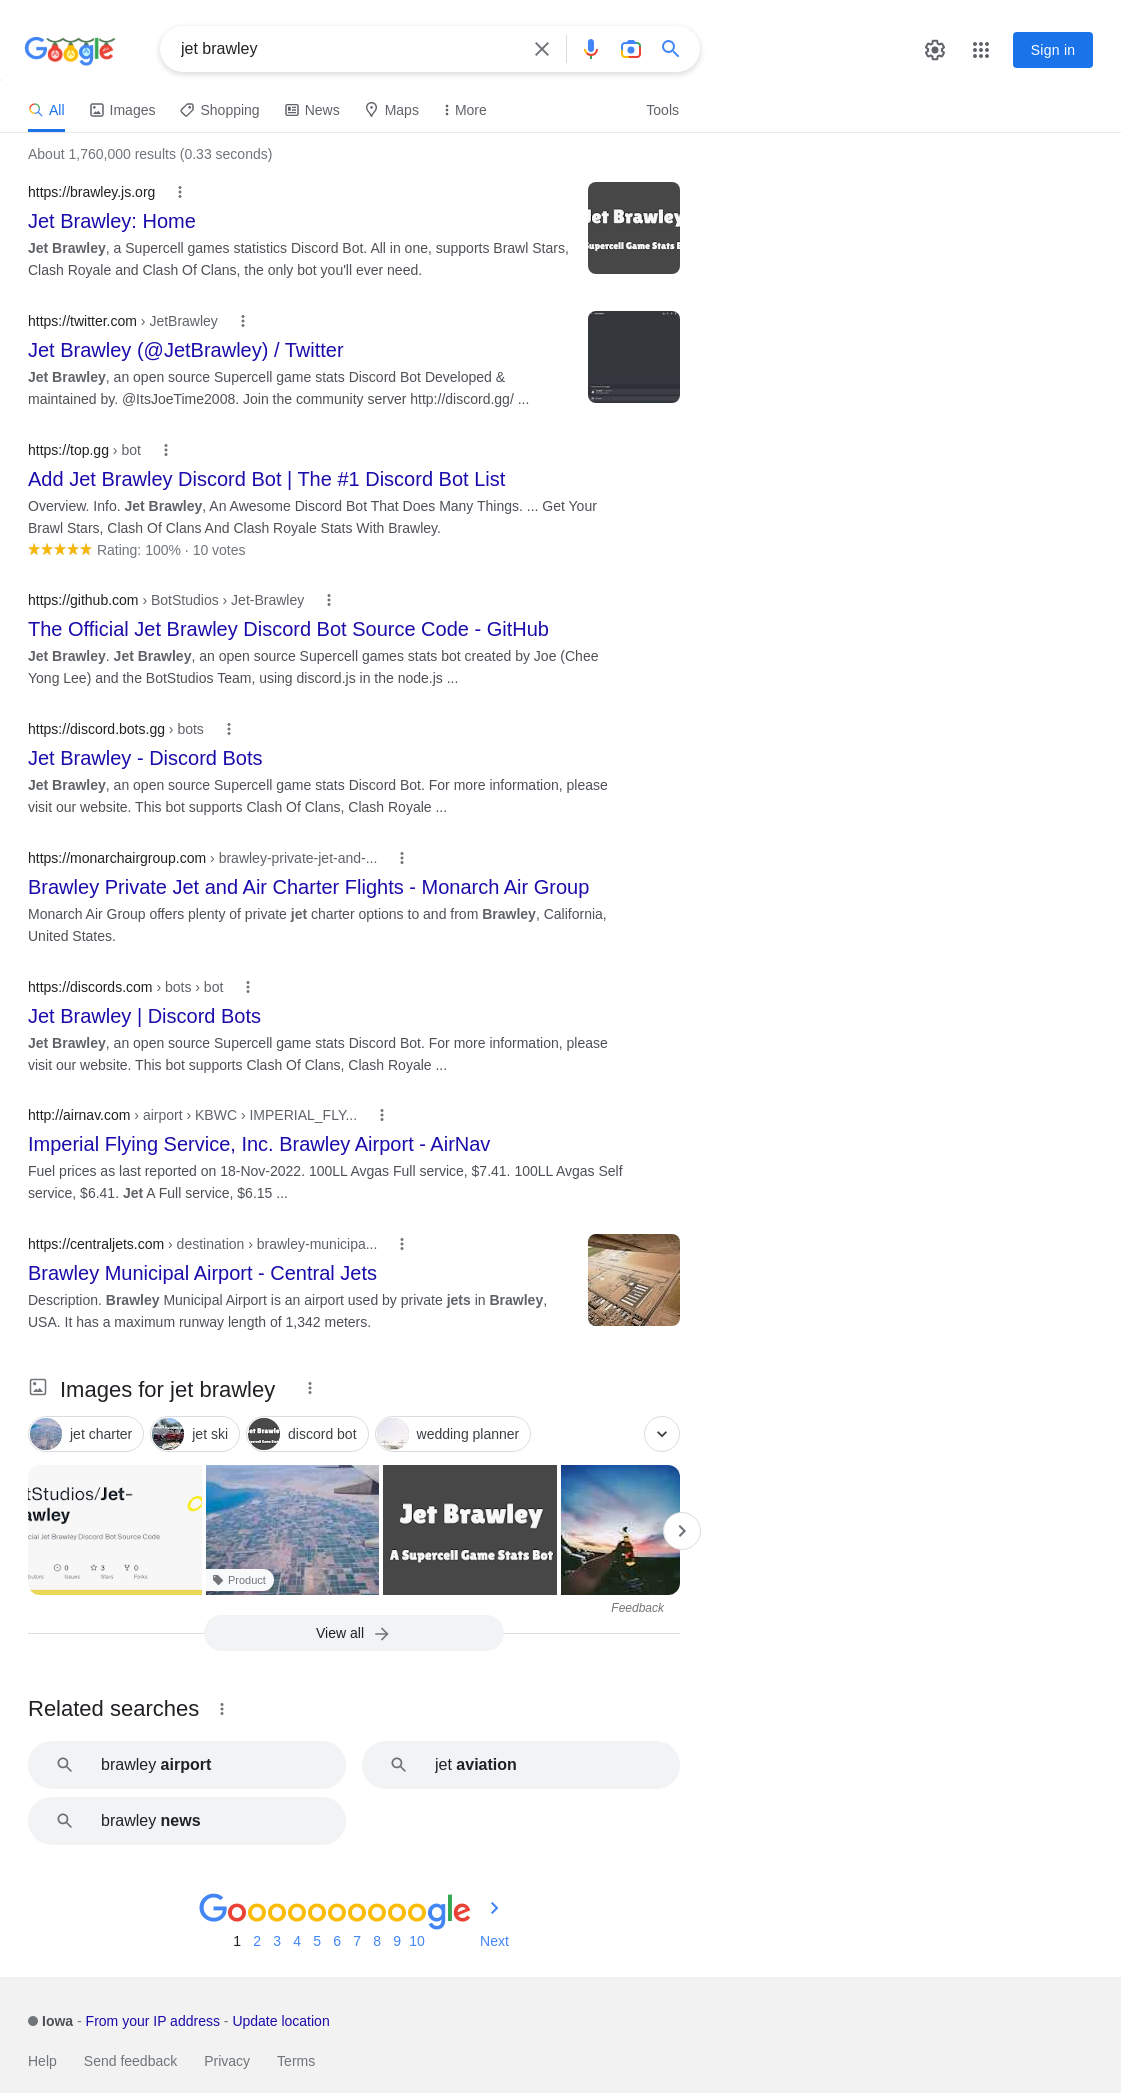 Google
jet brawley
Sign in
All
Images
Shopping
News
Maps
More
Tools
About 1,760,000 results (0.33 seconds)
https://brawley.js.org
Jet Brawley: Home
Jet Brawley, a Supercell games statistics Discord Bot. All in one, supports Brawl Stars,
Clash Royale and Clash Of Clans, the only bot you'll ever need.
Jet Brawley
Supercell Game Stats B
https://twitter.com › JetBrawley
Jet Brawley (@JetBrawley) / Twitter
Jet Brawley, an open source Supercell game stats Discord Bot Developed &
maintained by. @ItsJoeTime2008. Join the community server http://discord.gg/ ...
https://top.gg › bot
Add Jet Brawley Discord Bot | The #1 Discord Bot List
Overview. Info. Jet Brawley, An Awesome Discord Bot That Does Many Things. ... Get Your
Brawl Stars, Clash Of Clans And Clash Royale Stats With Brawley.
Rating: 100% · 10 votes
https://github.com › BotStudios › Jet-Brawley
The Official Jet Brawley Discord Bot Source Code - GitHub
Jet Brawley. Jet Brawley, an open source Supercell games stats bot created by Joe (Chee
Yong Lee) and the BotStudios Team, using discord.js in the node.js ...
https://discord.bots.gg › bots
Jet Brawley - Discord Bots
Jet Brawley, an open source Supercell game stats Discord Bot. For more information, please
visit our website. This bot supports Clash Of Clans, Clash Royale ...
https://monarchairgroup.com › brawley-private-jet-and-...
Brawley Private Jet and Air Charter Flights - Monarch Air Group
Monarch Air Group offers plenty of private jet charter options to and from Brawley, California,
United States.
https://discords.com › bots › bot
Jet Brawley | Discord Bots
Jet Brawley, an open source Supercell game stats Discord Bot. For more information, please
visit our website. This bot supports Clash Of Clans, Clash Royale ...
http://airnav.com › airport › KBWC › IMPERIAL_FLY...
Imperial Flying Service, Inc. Brawley Airport - AirNav
Fuel prices as last reported on 18-Nov-2022. 100LL Avgas Full service, $7.41. 100LL Avgas Self
service, $6.41. Jet A Full service, $6.15 ...
https://centraljets.com › destination › brawley-municipa...
Brawley Municipal Airport - Central Jets
Description. Brawley Municipal Airport is an airport used by private jets in Brawley,
USA. It has a maximum runway length of 1,342 meters.
Images for jet brawley
jet charter
jet ski
discord bot
wedding planner
tStudios/Jet-
awley
cial Jet Brawley Discord Bot Source Code
0
3
0
butors
Issues
Stars
Forks
Product
Jet Brawley
A Supercell Game Stats Bot
Feedback
View all
Related searches
brawley airport
jet aviation
brawley news
Goooooooooogle
1 2 3 4 5 6 7 8 9 10 Next
Iowa - From your IP address - Update location
Help
Send feedback
Privacy
Terms